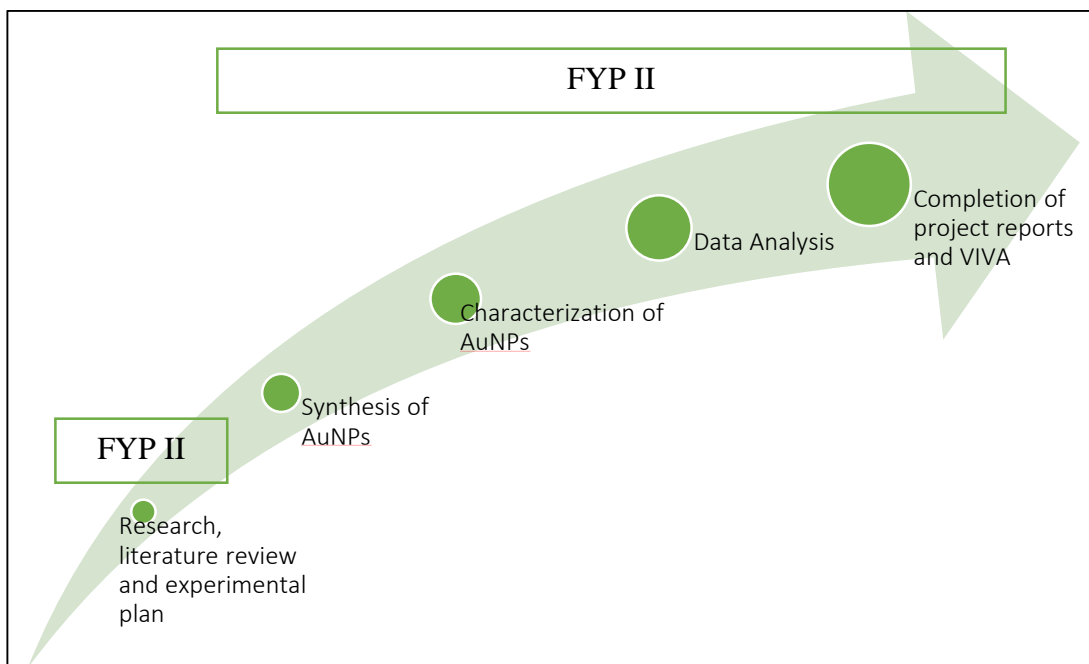 FYP II
FYP II
Research,
literature review
and experimental
plan
Synthesis of
AuNPs
Characterization of
AuNPs
Data Analysis
Completion of
project reports
and VIVA